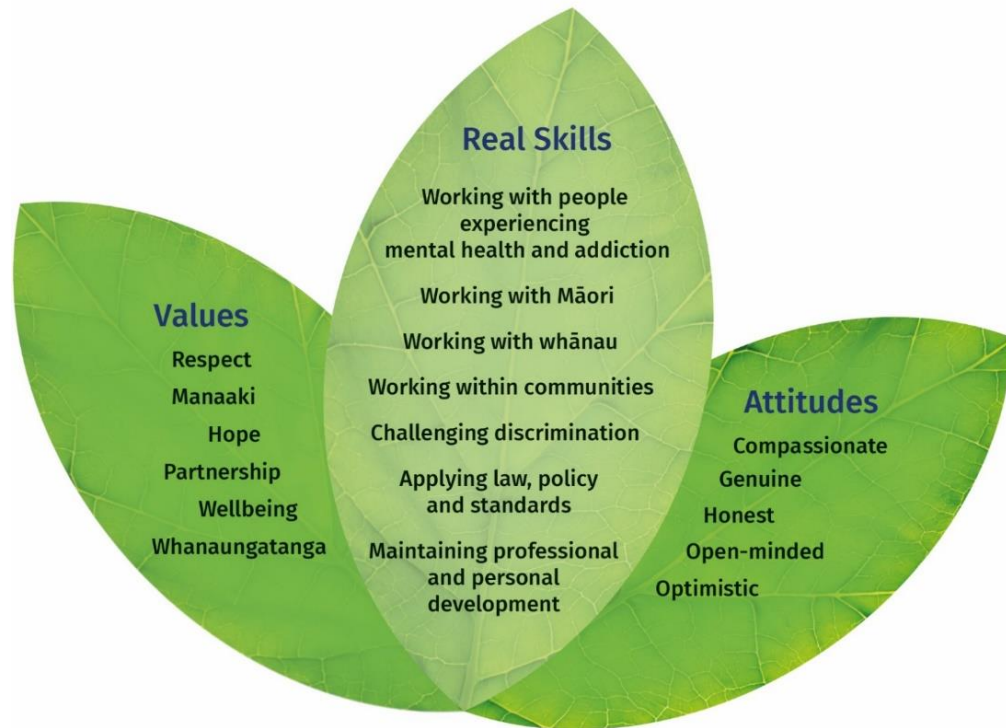 Real Skills
Working with people
experiencing
mental health and addiction
Working with Māori
Working with whānau
Working within communities
Challenging discrimination
Applying law, policy
and standards
Maintaining professional
and personal
development
Values
Respect
Manaaki
Hope
Partnership
Wellbeing
Whanaungatanga
Attitudes
Compassionate
Genuine
Honest
Open-minded
Optimistic